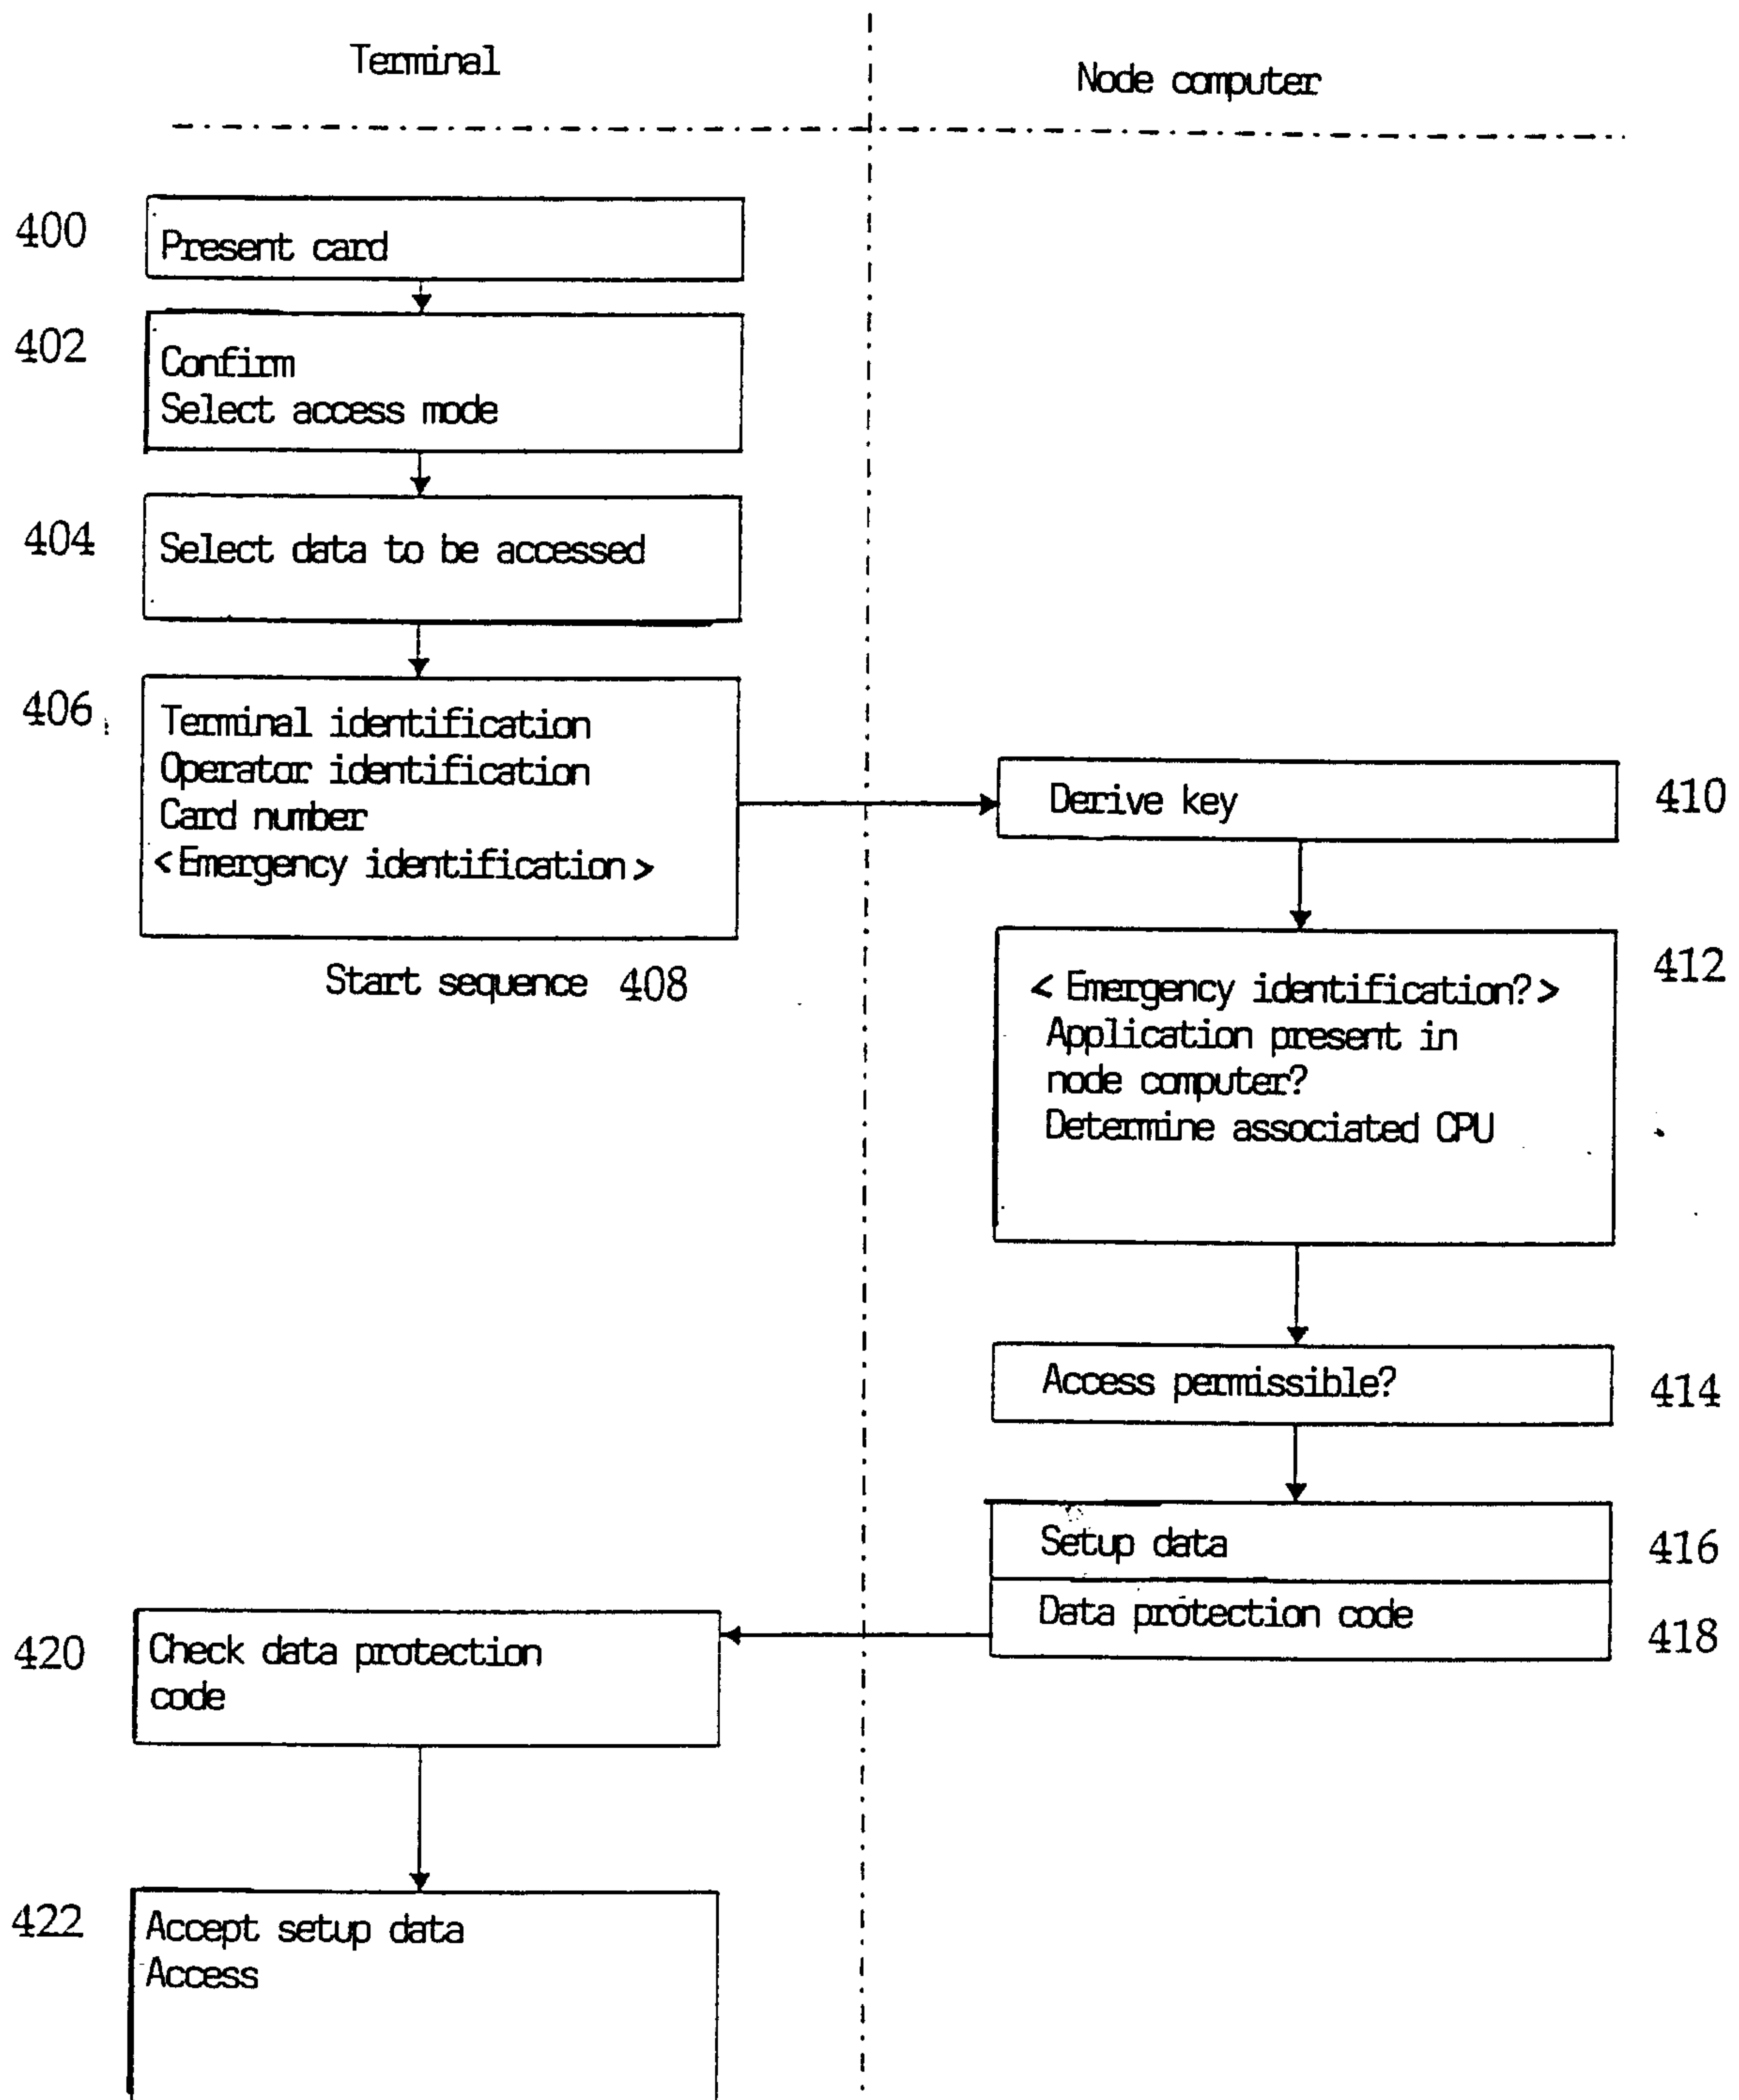 Terminal
Node computer
400
Present card
402
Confirm
Select access mode
404
Select data to be accessed
406
Terminal identification
Operator identification
Card number
<Emergency identification>
Start sequence 408
Derive key
410
412
<Emergency identification?>
Application present in
node computer?
Determine associated CPU
Access permissible?
414
Setup data
416
Data protection code
418
420
Check data protection
code
422
Accept setup data
Access